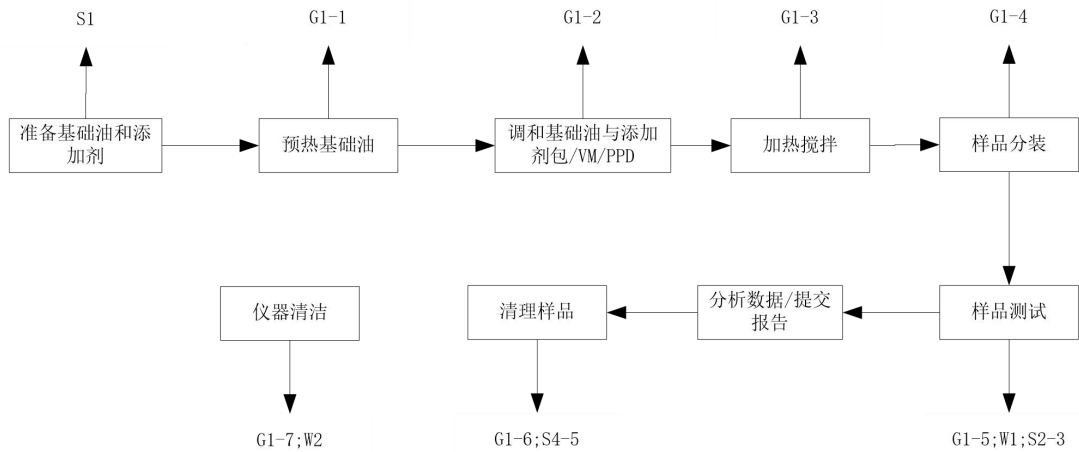 S1
G1-1
G1-2
G1-3
G1-4
准备基础油和添
加剂
预热基础油
调和基础油与添加
剂包/VM/PPD
加热搅拌
样品分装
仪器清洁
清理样品
分析数据/提交
报告
样品测试
G1-7;W2
G1-6;S4-5
G1-5;W1;S2-3